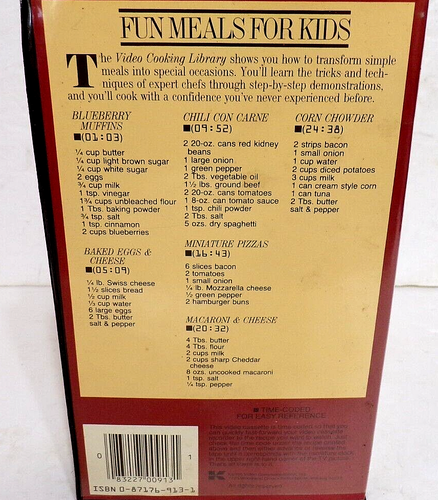 FUN MEALS FOR KIDS
The Video Cooking Library shows you how to transform simple
meals into special occasions. You'll learn the tricks and tech-
niques of expert chefs through step-by-step demonstrations,
and you'll cook with a confidence you've never experienced before.
BLUEBERRY
MUFFINS
■(01:03)
¼ cup butter
¼ cup light brown sugar
¼ cup white sugar
2 eggs
¾ cup milk
1 tsp. vinegar
1¾ cups unbleached flour
1 Tbs. baking powder
¾ tsp. salt
1 tsp. cinnamon
2 cups blueberries
BAKED EGGS &
CHEESE
■(05:09)
¼ lb. Swiss cheese
1½ slices bread
½ cup milk
⅓ cup water
6 large eggs
2 Tbs. butter
salt & pepper
CHILI CON CARNE
■(09:52)
2 20-oz. cans red kidney
beans
1 large onion
1 green pepper
2 Tbs. vegetable oil
1½ lbs. ground beef
2 20-oz. cans tomatoes
1 8-oz. can tomato sauce
1 tsp. chili powder
2 Tbs. salt
5 ozs. dry spaghetti
MINIATURE PIZZAS
■(16:43)
6 slices bacon
2 tomatoes
1 small onion
¼ lb. Mozzarella cheese
½ green pepper
2 hamburger buns
MACARONI & CHEESE
■(20:32)
4 Tbs. butter
4 Tbs. flour
2 cups milk
2 cups sharp Cheddar
cheese
8 ozs. uncooked macaroni
1 tsp. salt
¼ tsp. pepper
CORN CHOWDER
■(24:38)
2 strips bacon
1 small onion
1 cup water
2 cups diced potatoes
3 cups milk
1 can cream style corn
1 can tuna
2 Tbs. butter
salt & pepper
■ TIME-CODED
FOR EASY REFERENCE
0 83227 00913 1
ISBN 0-87176-913-1